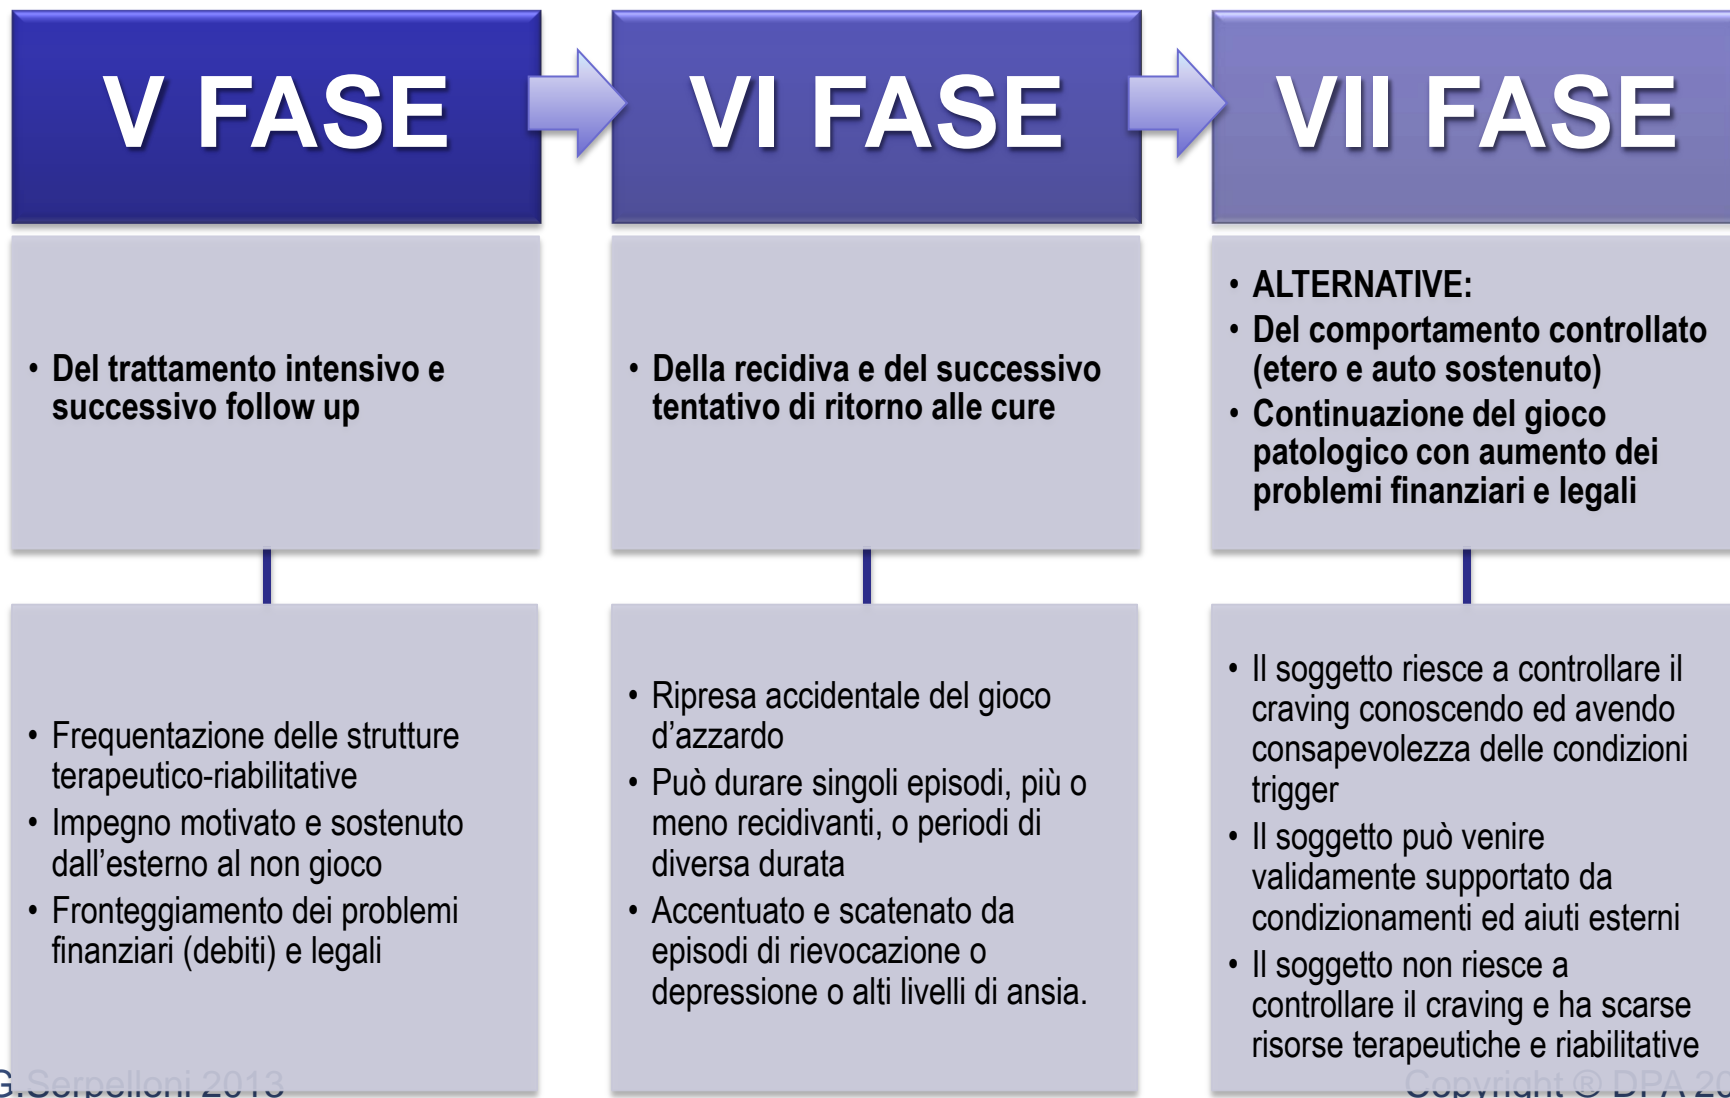 V FASE
VI FASE
VII FASE
• Del trattamento intensivo e
successivo follow up
• Della recidiva e del successivo
tentativo di ritorno alle cure
• ALTERNATIVE:
• Del comportamento controllato
(etero e auto sostenuto)
• Continuazione del gioco
patologico con aumento dei
problemi finanziari e legali
• Frequentazione delle strutture
terapeutico-riabilitative
• Impegno motivato e sostenuto
dall’esterno al non gioco
• Fronteggiamento dei problemi
finanziari (debiti) e legali
• Ripresa accidentale del gioco
d’azzardo
• Può durare singoli episodi, più o
meno recidivanti, o periodi di
diversa durata
• Accentuato e scatenato da
episodi di rievocazione o
depressione o alti livelli di ansia.
• Il soggetto riesce a controllare il
craving conoscendo ed avendo
consapevolezza delle condizioni
trigger
• Il soggetto può venire
validamente supportato da
condizionamenti ed aiuti esterni
• Il soggetto non riesce a
controllare il craving e ha scarse
risorse terapeutiche e riabilitative
G.Serpelloni 2013
Copyright ® DPA 20